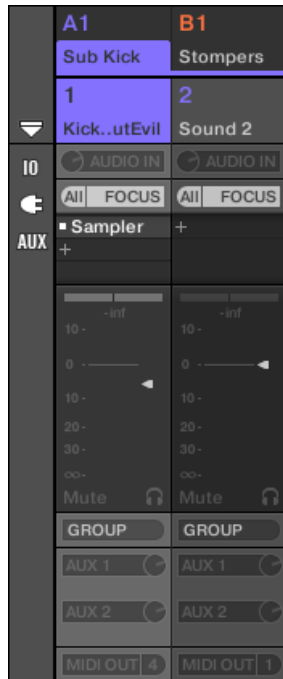 A1 B1
Sub Kick Stompers
1 2
Kick..utEvil Sound 2
IO AUDIO IN AUDIO IN
All FOCUS All FOCUS
Sampler +
AUX +
-inf -inf
10- 10-
0 - 0 -
10- 10-
20- 20-
30- 30-
∞- ∞-
Mute Mute
GROUP GROUP
AUX 1 AUX 1
AUX 2 AUX 2
MIDI OUT 4 MIDI OUT 1